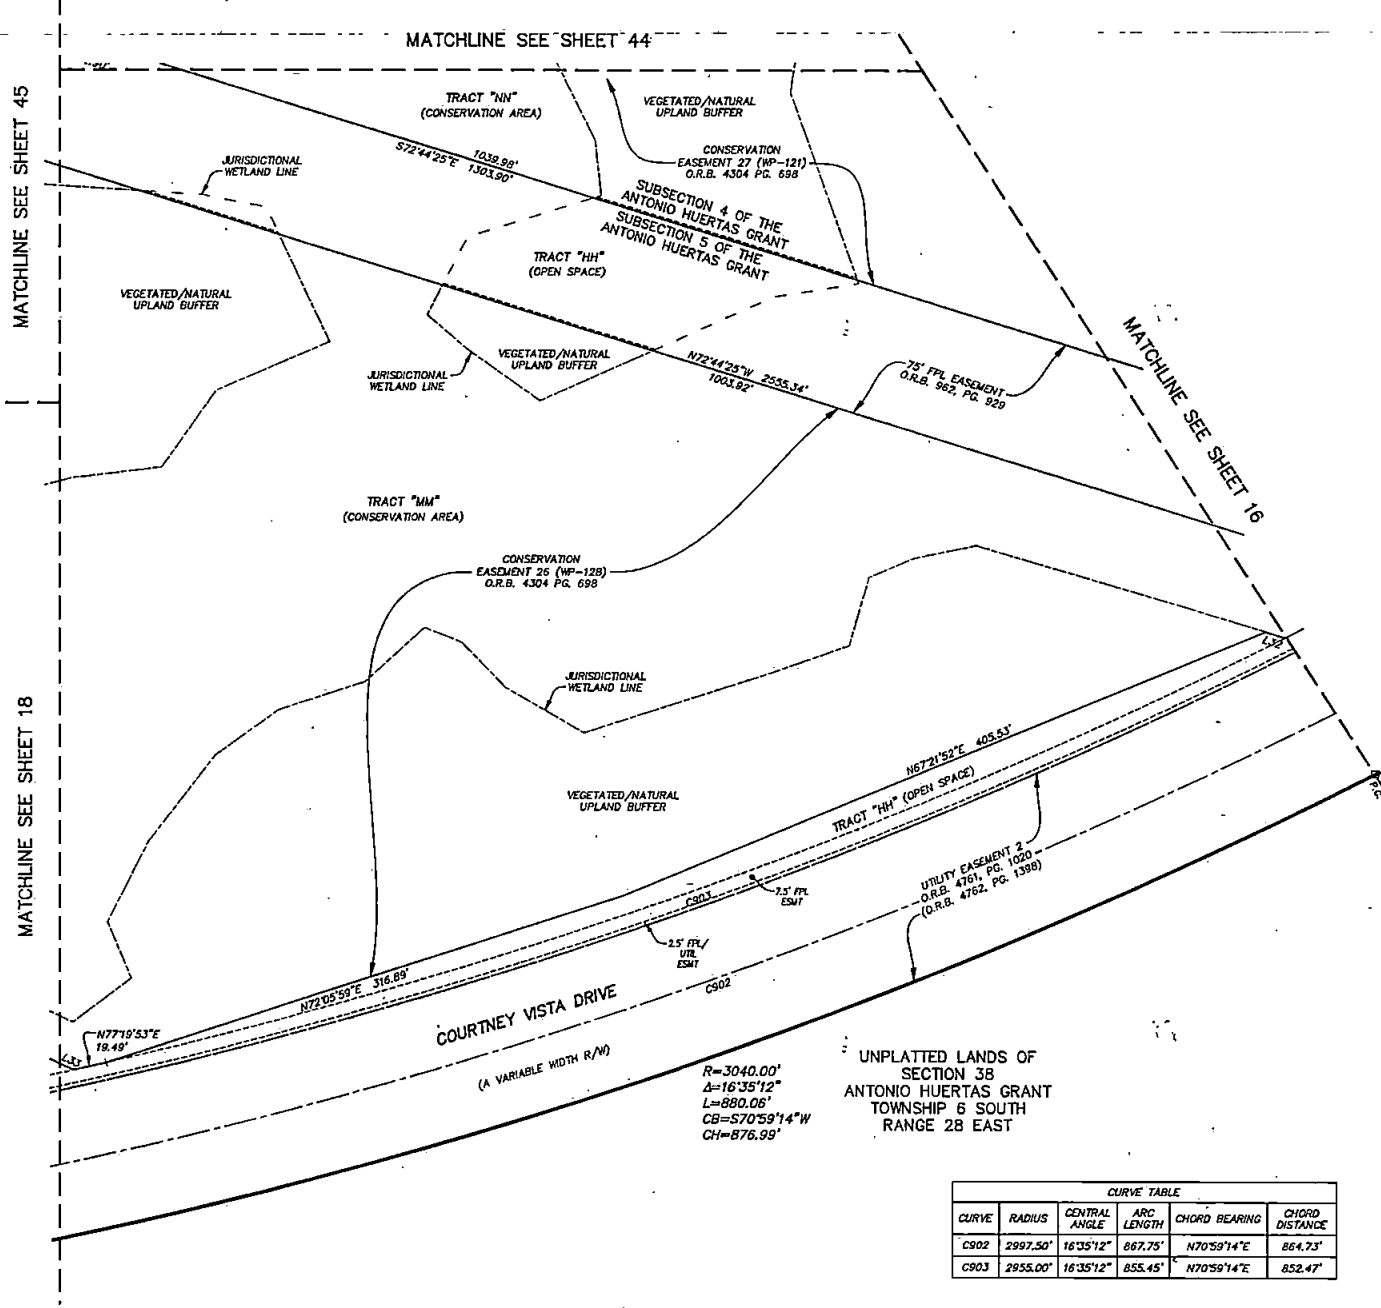 MATCHLINE SEE SHEET 44
MATCHLINE SEE SHEET 45
TRACT "NN"
(CONSERVATION AREA)
VEGETATED/NATURAL
UPLAND BUFFER
JURISDICTIONAL
WETLAND LINE
1039.98'
S72°44'25"E 1303.90'
CONSERVATION
EASEMENT 27 (WP-121)
O.R.B. 4304 PG. 698
SUBSECTION 4 OF THE
ANTONIO HUERTAS GRANT
SUBSECTION 5 OF THE
ANTONIO HUERTAS GRANT
TRACT "HH"
(OPEN SPACE)
VEGETATED/NATURAL
UPLAND BUFFER
VEGETATED/NATURAL
UPLAND BUFFER
JURISDICTIONAL
WETLAND LINE
N72°44'25"W 2555.34'
1003.92'
75' FPL EASEMENT
O.R.B. 962, PG. 929
MATCHLINE SEE SHEET 16
TRACT "MM"
(CONSERVATION AREA)
CONSERVATION
EASEMENT 26 (WP-128)
O.R.B. 4304 PG. 698
JURISDICTIONAL
WETLAND LINE
L32
MATCHLINE SEE SHEET 18
N67°21'52"E 405.53'
VEGETATED/NATURAL
UPLAND BUFFER
TRACT "HH" (OPEN SPACE)
P.C.
UTILITY EASEMENT 2
O.R.B. 4761, PG. 1020
(O.R.B. 4762, PG. 1398)
7.5' FPL
ESMT
C903
2.5' FPL/
UTIL
ESMT
N72°05'59"E 316.89'
C902
COURTNEY VISTA DRIVE
(A VARIABLE WIDTH R/W)
N77°19'53"E
19.49'
L33
R=3040.00'
Δ=16°35'12"
L=880.06'
CB=S70°59'14"W
CH=876.99'
UNPLATTED LANDS OF
SECTION 38
ANTONIO HUERTAS GRANT
TOWNSHIP 6 SOUTH
RANGE 28 EAST
CURVE TABLE
CURVE RADIUS CENTRAL ANGLE ARC LENGTH CHORD BEARING CHORD DISTANCE
C902 2997.50' 16°35'12" 867.75' N70°59'14"E 864.73'
C903 2955.00' 16°35'12" 855.45' N70°59'14"E 852.47'